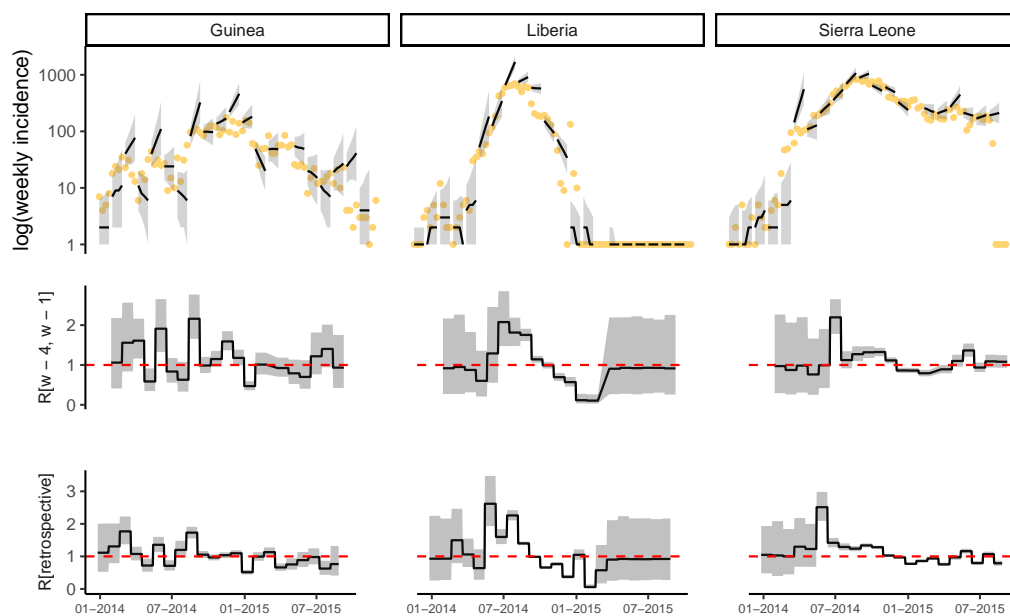 Guinea Liberia Sierra Leone
log(weekly incidence)
1000
100
10
1
R[w − 4, w − 1]
2
1
0
R[retrospective]
3
2
1
0
01−2014 07−2014 01−2015 07−2015 01−2014 07−2014 01−2015 07−2015 01−2014 07−2014 01−2015 07−2015